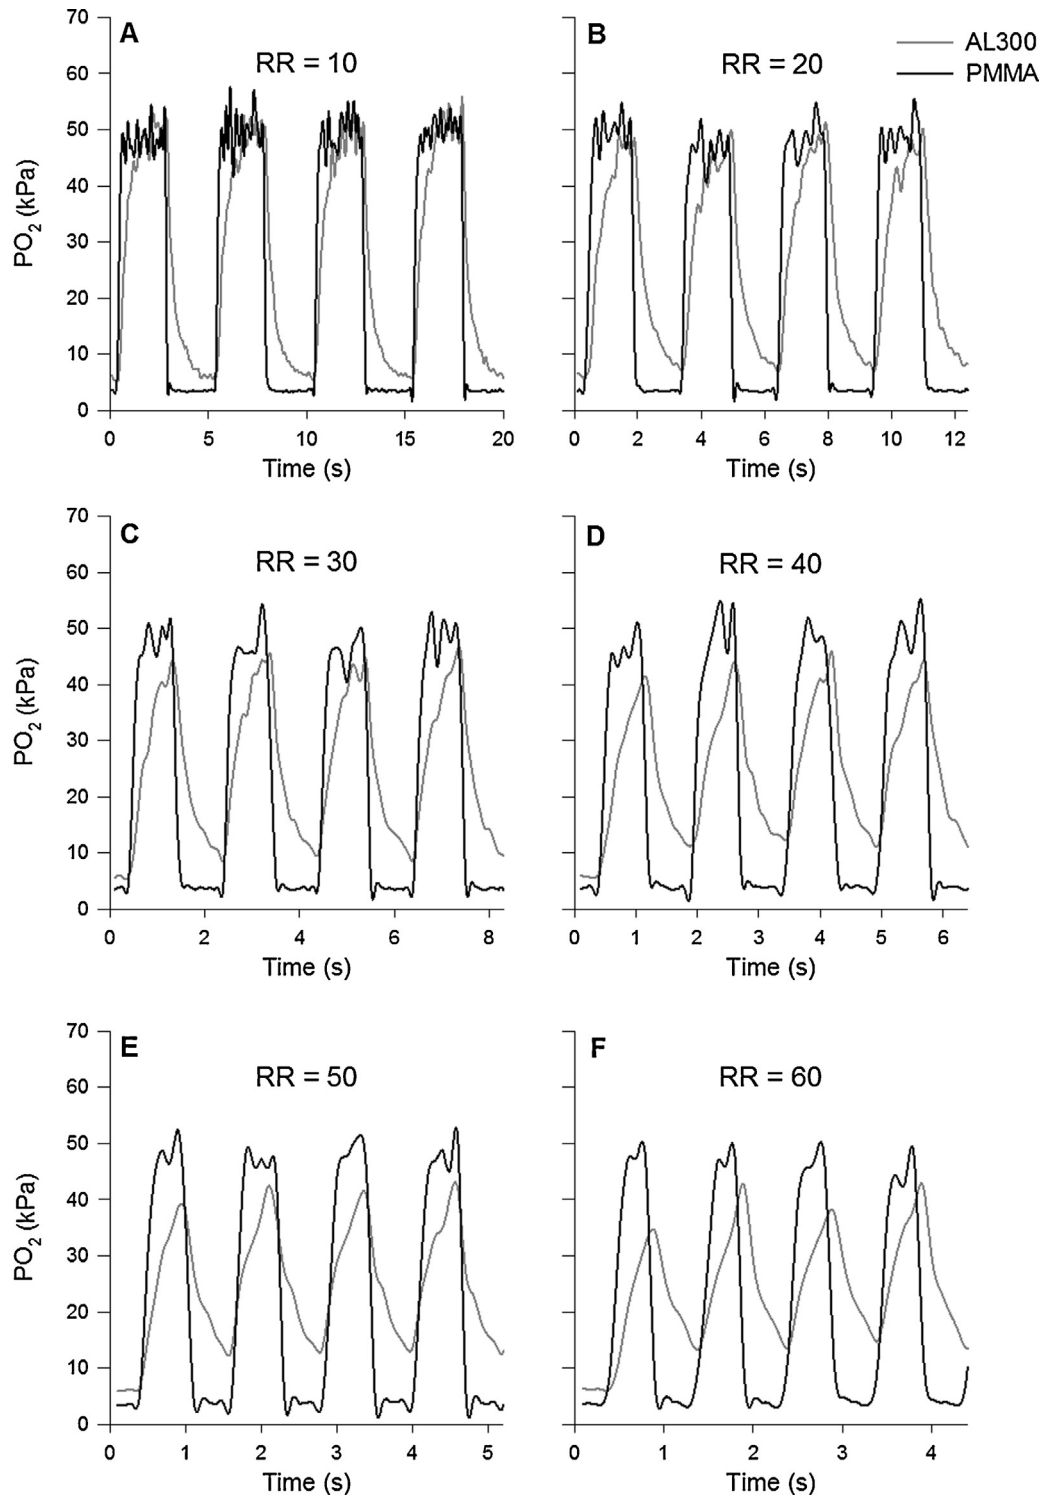 A
RR = 10
70
60
50
40
30
20
10
0
PO2 (kPa)
0 5 10 15 20
Time (s)
B
RR = 20
AL300
PMMA
0 2 4 6 8 10 12
Time (s)
C
RR = 30
70
60
50
40
30
20
10
0
PO2 (kPa)
0 2 4 6 8
Time (s)
D
RR = 40
0 1 2 3 4 5 6
Time (s)
E
RR = 50
70
60
50
40
30
20
10
0
PO2 (kPa)
0 1 2 3 4 5
Time (s)
F
RR = 60
0 1 2 3 4
Time (s)